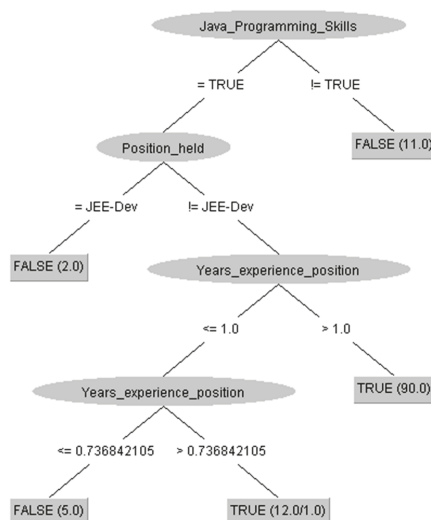 Java_Programming_Skills
= TRUE
!= TRUE
Position_held
FALSE (11.0)
= JEE-Dev
!= JEE-Dev
FALSE (2.0)
Years_experience_position
<= 1.0
> 1.0
Years_experience_position
TRUE (90.0)
<= 0.736842105
> 0.736842105
FALSE (5.0)
TRUE (12.0/1.0)